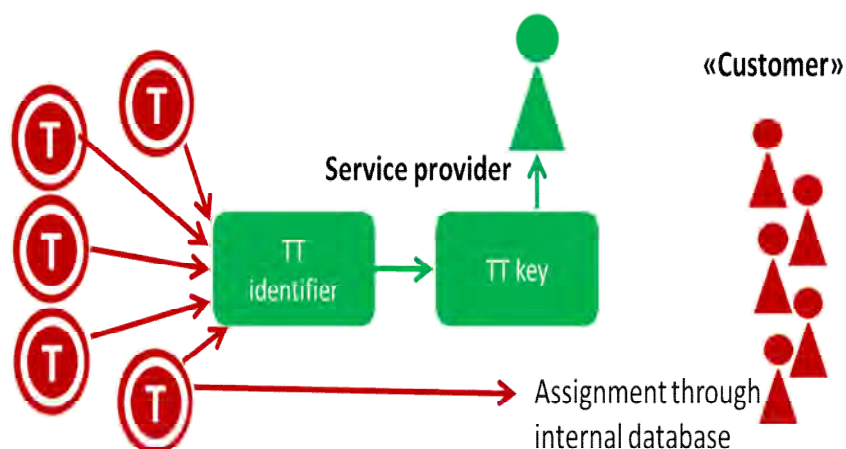 «Customer»
T
T
T
T
T
Service provider
TT
identifier
TT key
Assignment through
internal database